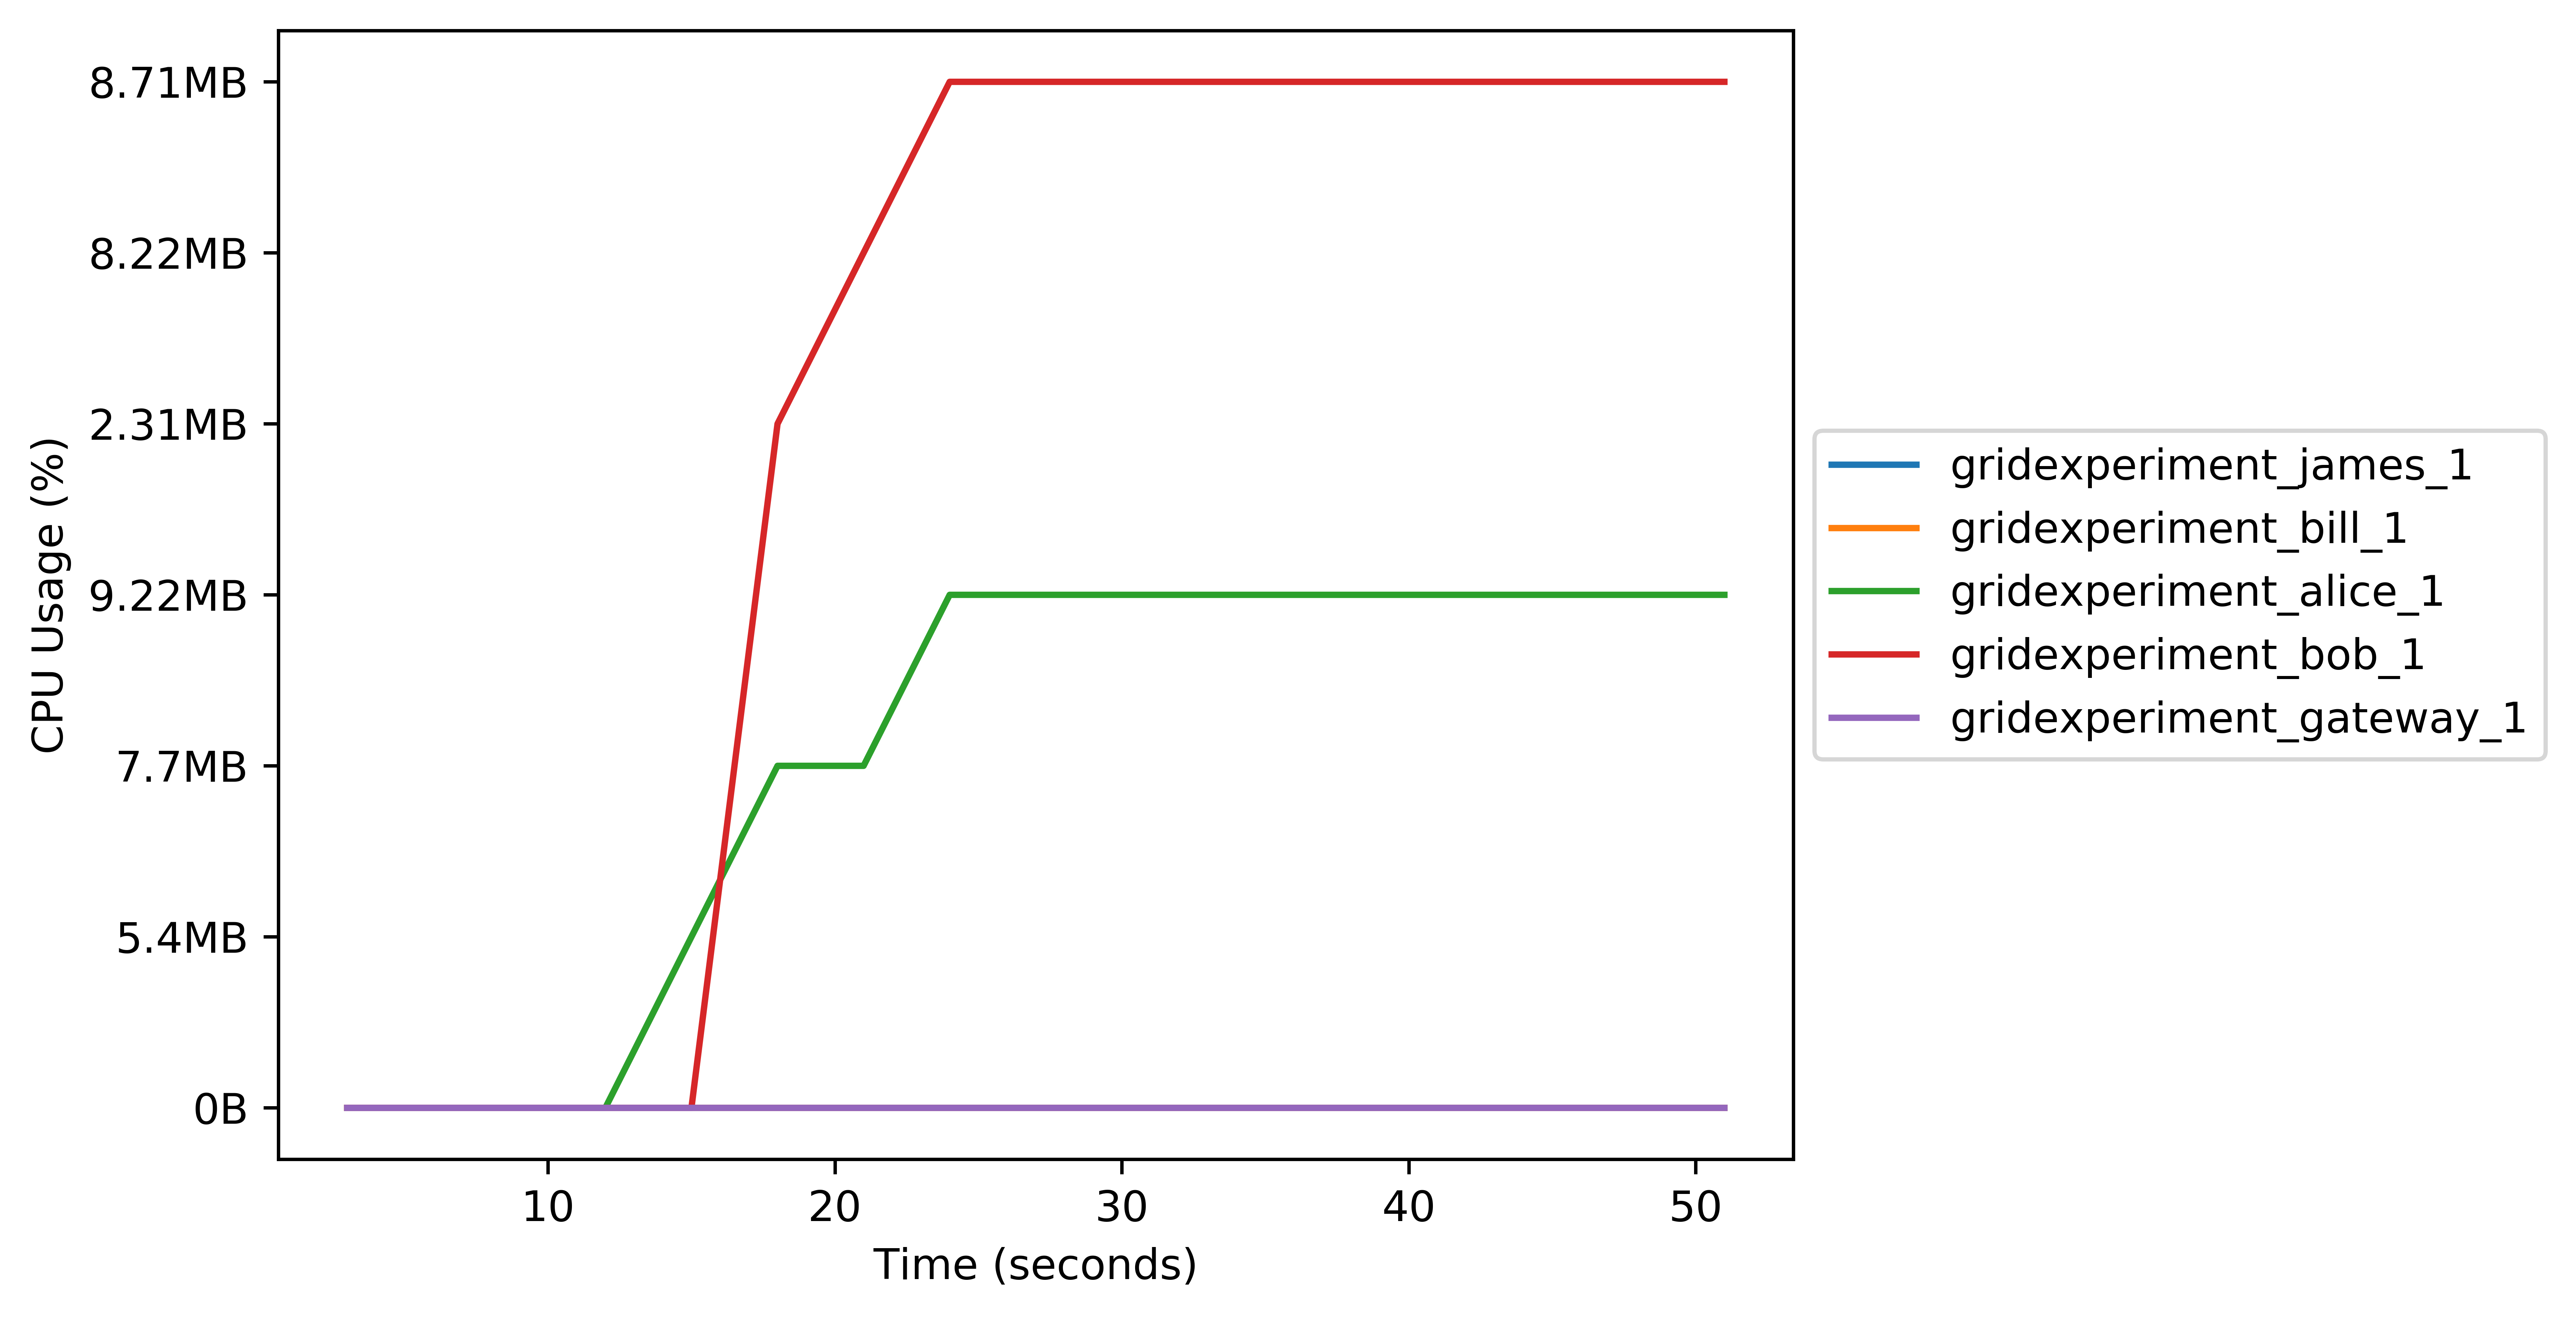 CPU Usage (%)
8.71MB
8.22MB
2.31MB
9.22MB
7.7MB
5.4MB
0B
10 20 30 40 50
Time (seconds)
gridexperiment_james_1
gridexperiment_bill_1
gridexperiment_alice_1
gridexperiment_bob_1
gridexperiment_gateway_1